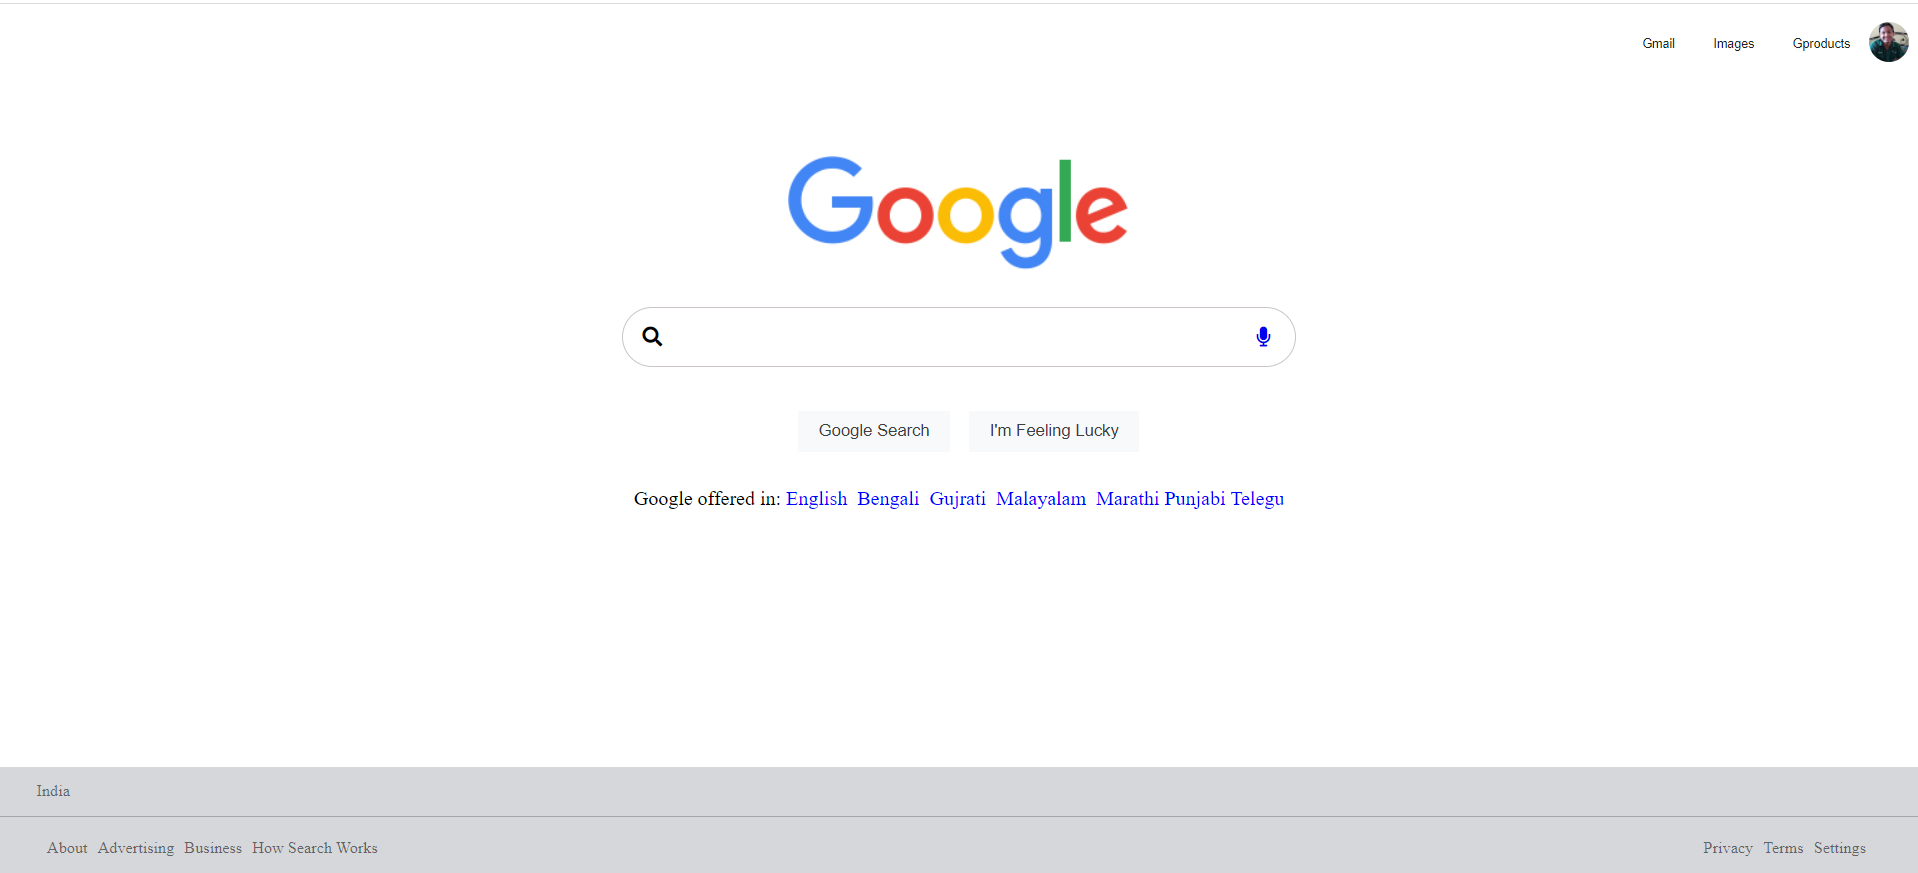 Gmail Images Gproducts
Google
Google Search I'm Feeling Lucky
Google offered in: English Bengali Gujrati Malayalam Marathi Punjabi Telegu
India
About Advertising Business How Search Works Privacy Terms Settings